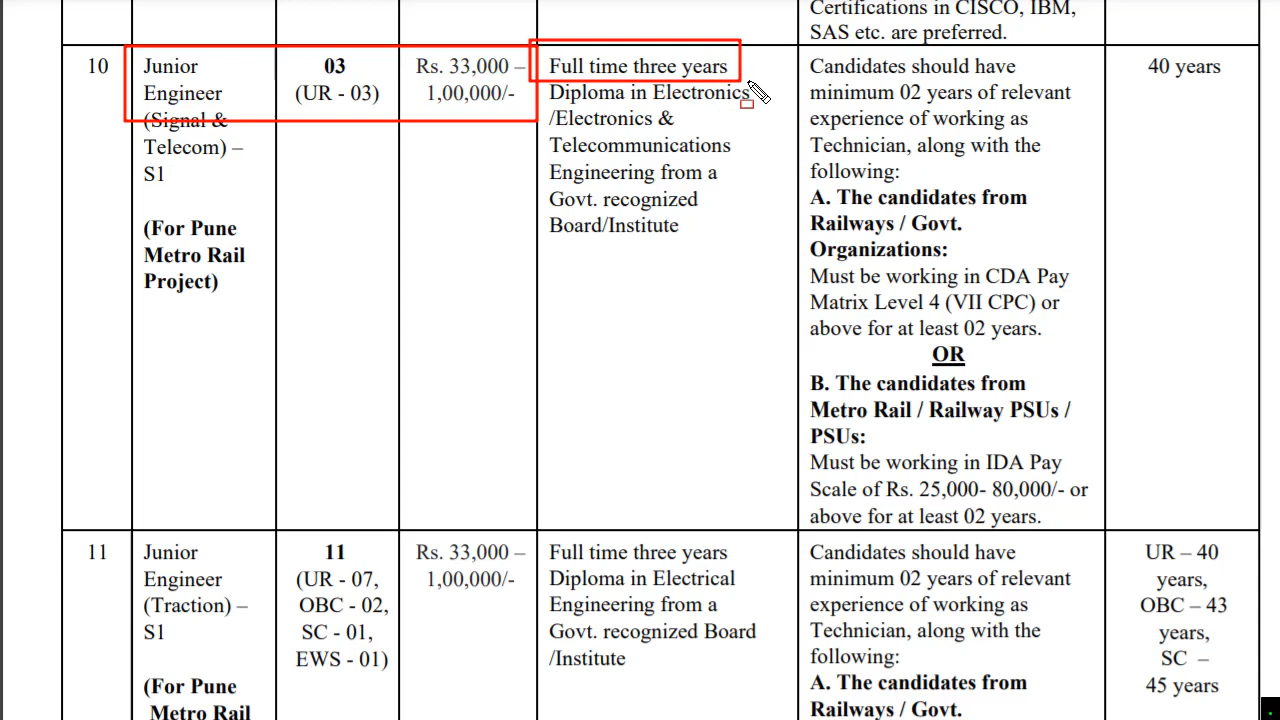 Certifications in CISCO, IBM,
SAS etc. are preferred.
10
Junior
Engineer
(Signal &
Telecom) –
S1
(For Pune
Metro Rail
Project)
03
(UR - 03)
Rs. 33,000 –
1,00,000/-
Full time three years
Diploma in Electronics
/Electronics &
Telecommunications
Engineering from a
Govt. recognized
Board/Institute
Candidates should have
minimum 02 years of relevant
experience of working as
Technician, along with the
following:
A. The candidates from
Railways / Govt.
Organizations:
Must be working in CDA Pay
Matrix Level 4 (VII CPC) or
above for at least 02 years.
OR
B. The candidates from
Metro Rail / Railway PSUs /
PSUs:
Must be working in IDA Pay
Scale of Rs. 25,000- 80,000/- or
above for at least 02 years.
40 years
11
Junior
Engineer
(Traction) –
S1
(For Pune
Metro Rail
11
(UR - 07,
OBC - 02,
SC - 01,
EWS - 01)
Rs. 33,000 –
1,00,000/-
Full time three years
Diploma in Electrical
Engineering from a
Govt. recognized Board
/Institute
Candidates should have
minimum 02 years of relevant
experience of working as
Technician, along with the
following:
A. The candidates from
Railways / Govt.
UR – 40
years,
OBC – 43
years,
SC –
45 years